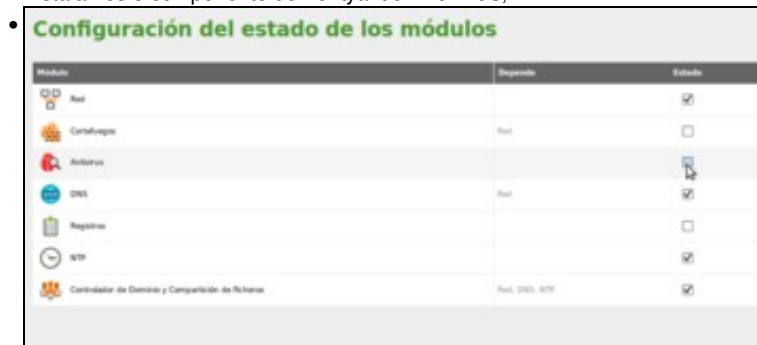 Configuración del estado de los módulos
Módulo Depende Estado
Red
Cortafuegos Red
Antivirus
DNS Red
Registros
NTP
Controlador de Dominio y Compartición de ficheros Red, DNS, NTP